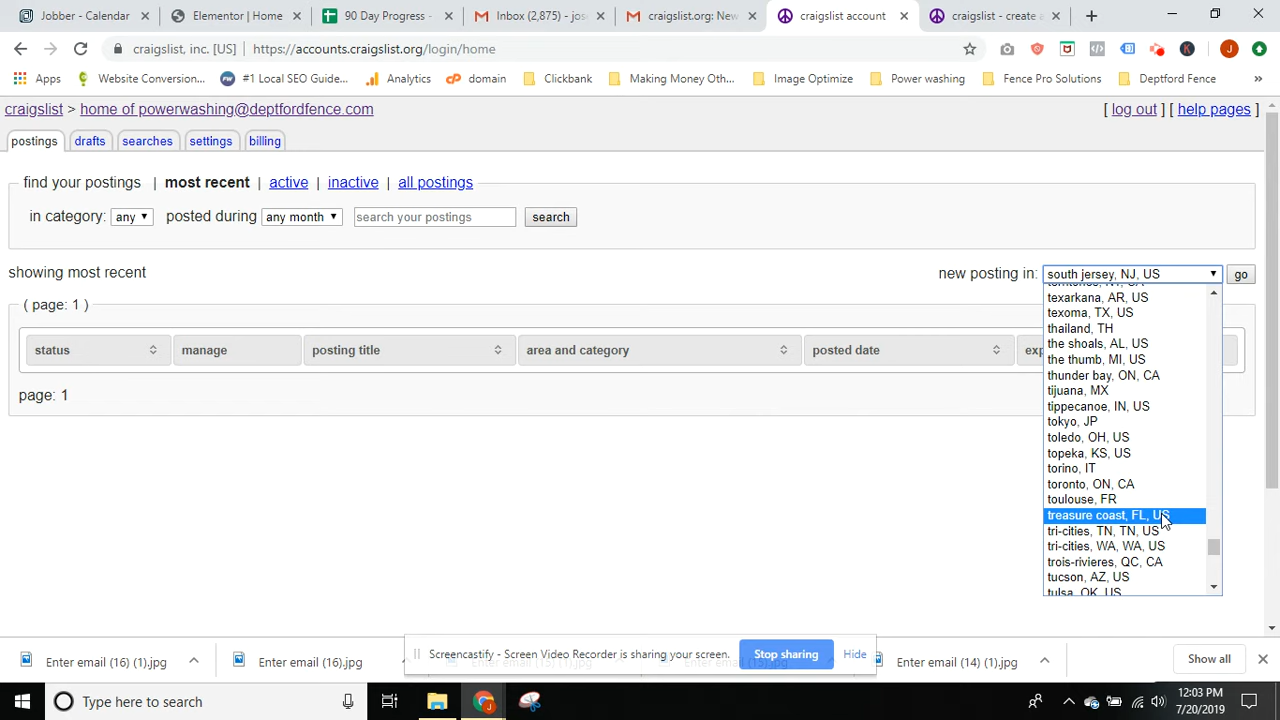 Jobber - Calendar
Elementor | Home
90 Day Progress -
Inbox (2,875) - jose
craigslist.org: New
craigslist account
craigslist - create a
craigslist, inc. [US] https://accounts.craigslist.org/login/home
Apps Website Conversion... #1 Local SEO Guide... Analytics domain Clickbank Making Money Oth... Image Optimize Power washing Fence Pro Solutions Deptford Fence »
craigslist > home of powerwashing@deptfordfence.com
[ log out ] [ help pages ]
postings drafts searches settings billing
find your postings | most recent | active | inactive | all postings
in category: any posted during any month search your postings search
showing most recent
new posting in: south jersey, NJ, US go
( page: 1 )
status manage posting title area and category posted date exp
page: 1
texarkana, AR, US
texoma, TX, US
thailand, TH
the shoals, AL, US
the thumb, MI, US
thunder bay, ON, CA
tijuana, MX
tippecanoe, IN, US
tokyo, JP
toledo, OH, US
topeka, KS, US
torino, IT
toronto, ON, CA
toulouse, FR
treasure coast, FL, US
tri-cities, TN, TN, US
tri-cities, WA, WA, US
trois-rivieres, QC, CA
tucson, AZ, US
tulsa, OK, US
Screencastify - Screen Video Recorder is sharing your screen. Stop sharing Hide
Enter email (16) (1).jpg
Enter email (16).jpg
Enter email (14) (1).jpg
Show all
Type here to search
12:03 PM
7/20/2019